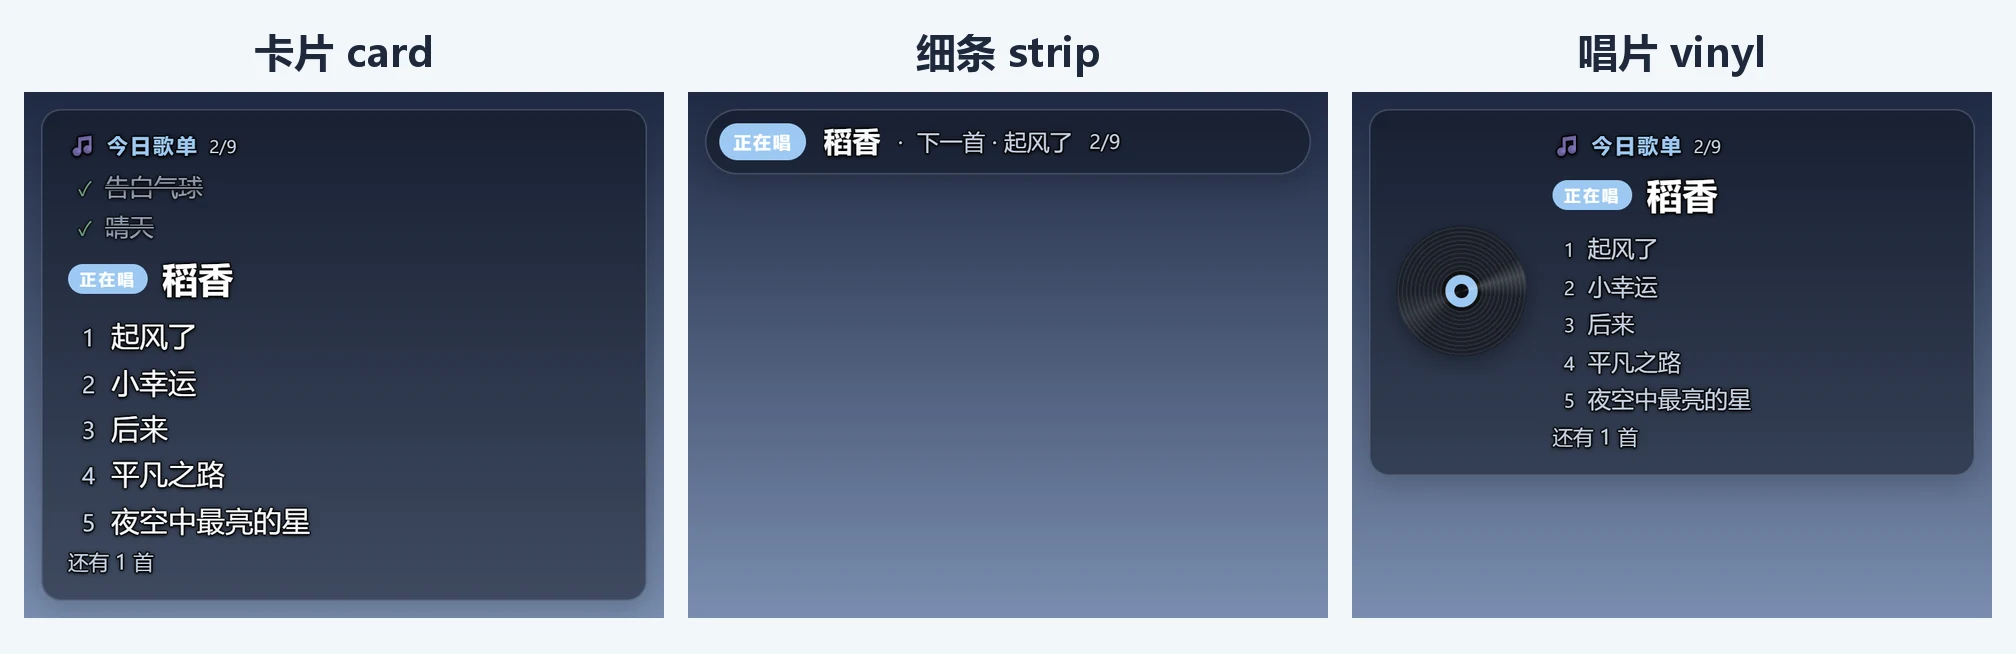 卡片 card
🎵 今日歌单 2/9
✓ 告白气球
✓ 晴天
正在唱 稻香
1 起风了
2 小幸运
3 后来
4 平凡之路
5 夜空中最亮的星
还有 1 首
细条 strip
正在唱 稻香 · 下一首 · 起风了 2/9
唱片 vinyl
🎵 今日歌单 2/9
正在唱 稻香
1 起风了
2 小幸运
3 后来
4 平凡之路
5 夜空中最亮的星
还有 1 首